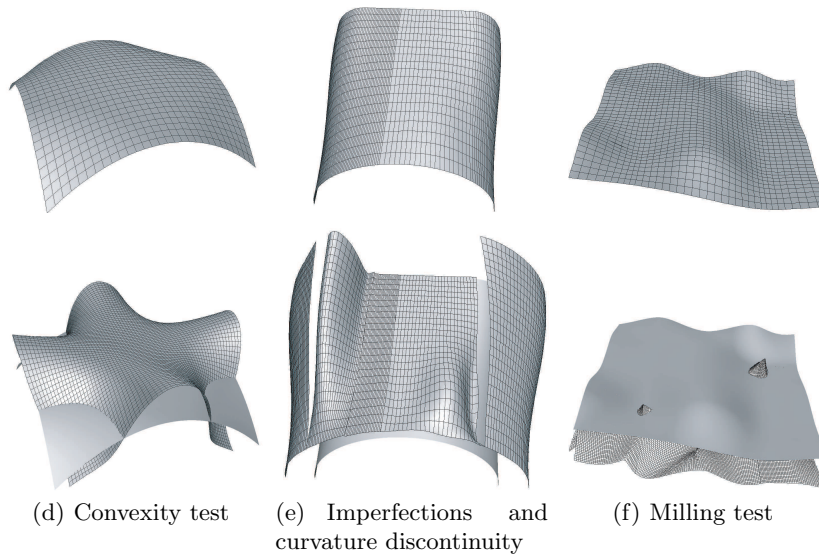 (d) Convexity test
(e) Imperfections and
curvature discontinuity
(f) Milling test